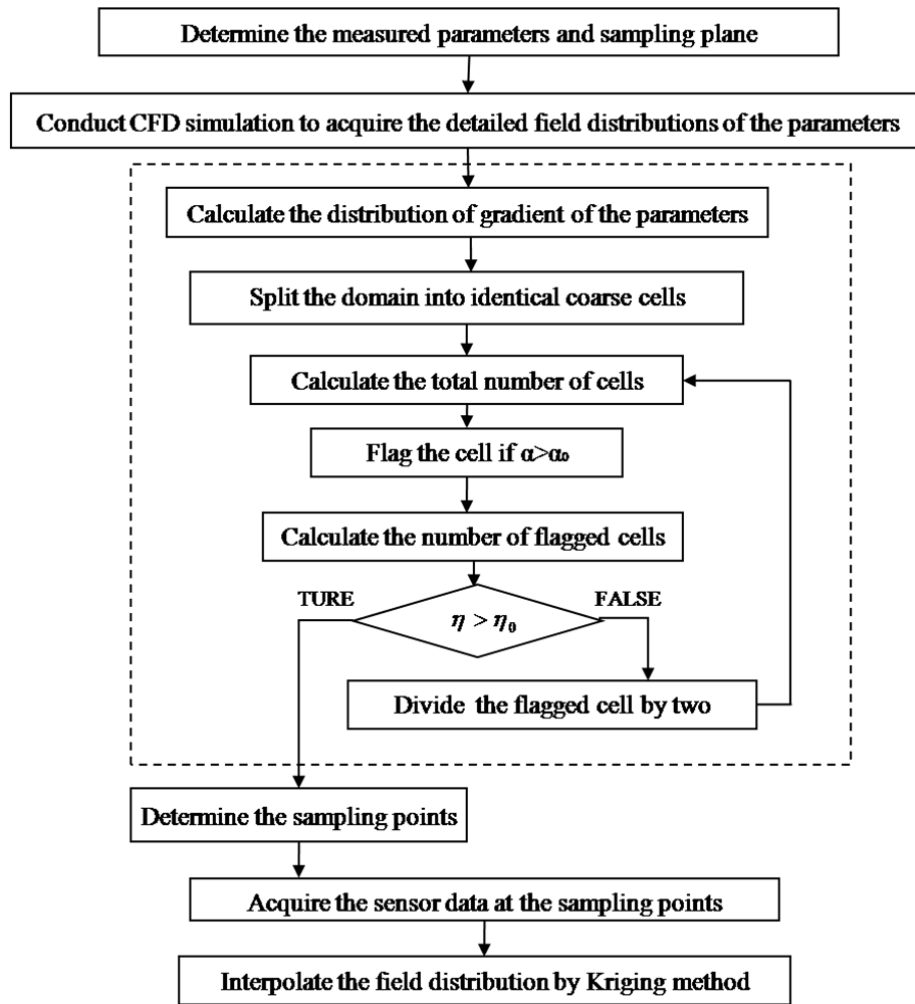 Determine the measured parameters and sampling plane
Conduct CFD simulation to acquire the detailed field distributions of the parameters
Calculate the distribution of gradient of the parameters
Split the domain into identical coarse cells
Calculate the total number of cells
Flag the cell if α>α₀
Calculate the number of flagged cells
TURE
FALSE
η > η₀
Divide the flagged cell by two
Determine the sampling points
Acquire the sensor data at the sampling points
Interpolate the field distribution by Kriging method